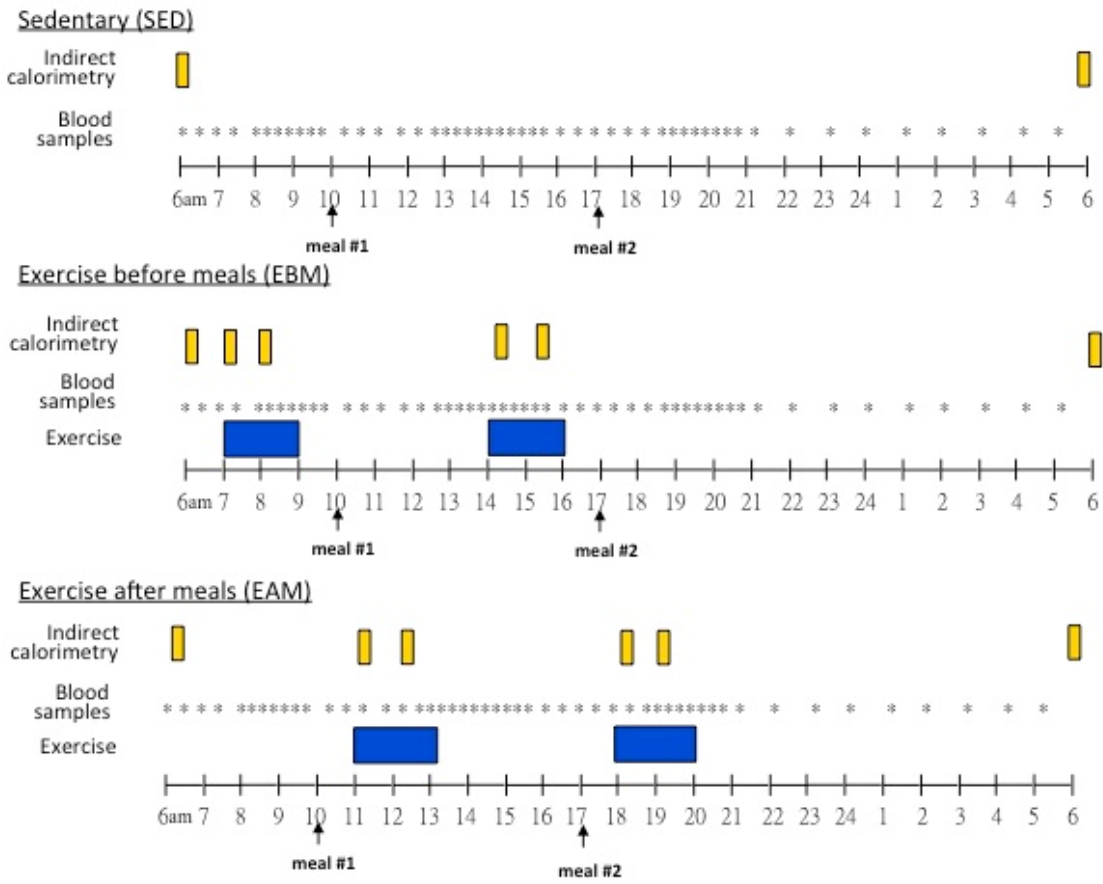 Sedentary (SED)
Indirect
calorimetry
Blood
samples
* * * * * * * * * * * * * * * * * * * * * * * * * * * * * * * * * * * * * * * * * * * * *
6am 7 8 9 10 11 12 13 14 15 16 17 18 19 20 21 22 23 24 1 2 3 4 5 6
meal #1 meal #2
Exercise before meals (EBM)
Indirect
calorimetry
Blood
samples
Exercise
6am 7 8 9 10 11 12 13 14 15 16 17 18 19 20 21 22 23 24 1 2 3 4 5 6
meal #1 meal #2
Exercise after meals (EAM)
Indirect
calorimetry
Blood
samples
Exercise
6am 7 8 9 10 11 12 13 14 15 16 17 18 19 20 21 22 23 24 1 2 3 4 5 6
meal #1 meal #2